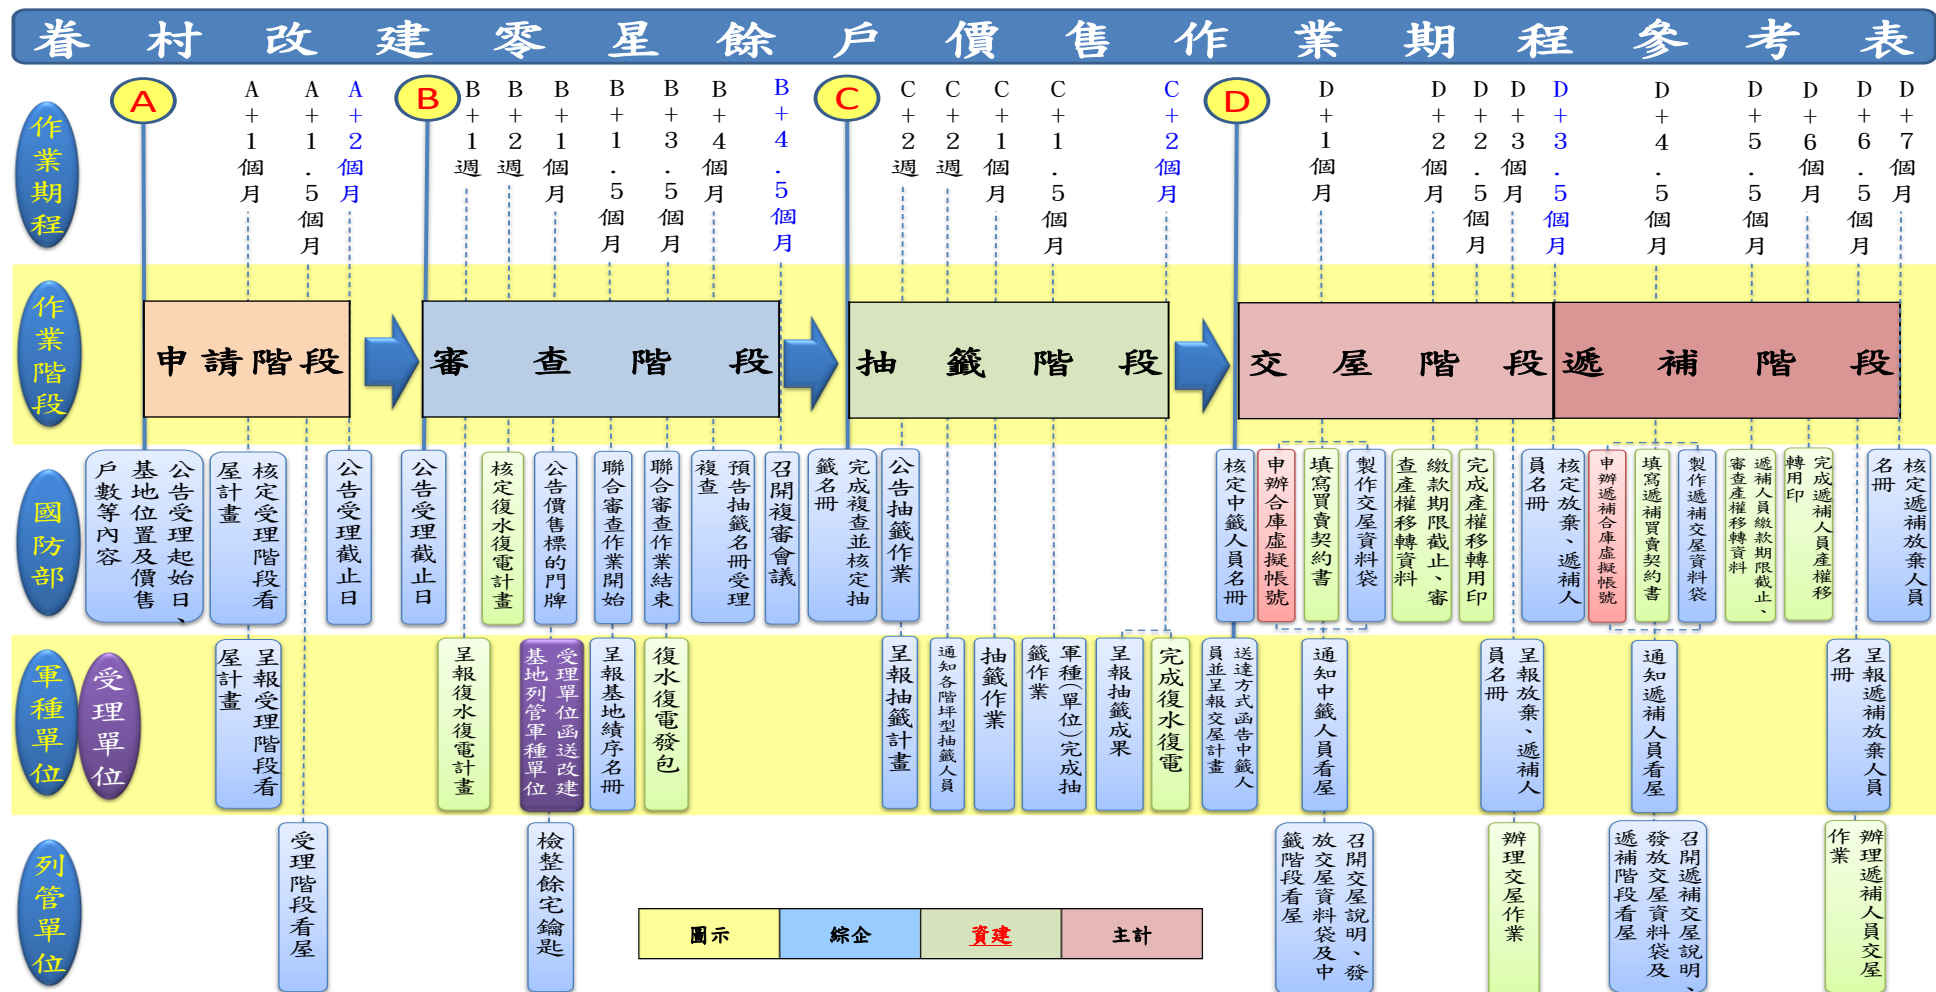 眷村改建零星餘戶價售作業期程參考表
作業期程
A
A+1個月
A+1.5個月
A+2個月
B
B+1週
B+2週
B+1個月
B+1.5個月
B+3.5個月
B+4個月
B+4.5個月
C
C+2週
C+2週
C+1個月
C+1.5個月
C+2個月
D
D+1個月
D+2個月
D+2.5個月
D+3個月
D+3.5個月
D+4.5個月
D+5.5個月
D+6個月
D+6.5個月
D+7個月
作業階段
申請階段
審查階段
抽籤階段
交屋階段
遞補階段
國防部
公告受理起始日、
基地位置及價售
戶數等內容
核定受理階段看
屋計畫
公告受理截止日
公告受理截止日
核定復水復電計畫
公告價售標的門牌
聯合審查作業開始
聯合審查作業結束
預告抽籤名冊受理
複查
召開複審會議
完成複查並核定抽
籤名冊
公告抽籤作業
核定中籤人員名冊
申辦合庫虛擬帳號
填寫買賣契約書
製作交屋資料袋
繳款期限截止、審
查產權移轉資料
完成產權移轉用印
核定放棄、遞補人
員名冊
申辦遞補合庫虛擬帳號
填寫遞補買賣契約書
製作遞補交屋資料袋
遞補人員繳款期限截止、
審查產權移轉資料
完成遞補人員產權移
轉用印
核定遞補放棄人員
名冊
軍種單位
受理單位
呈報受理階段看
屋計畫
呈報復水復電計畫
受理單位函送改建
基地列管軍種單位
呈報基地績序名冊
復水復電發包
呈報抽籤計畫
通知各階坪型抽籤人員
抽籤作業
軍種(單位)完成抽
籤作業
呈報抽籤成果
完成復水復電
送達方式函告中籤人
員並呈報交屋計畫
通知中籤人員看屋
呈報放棄、遞補人
員名冊
通知遞補人員看屋
呈報遞補放棄人員
名冊
列管單位
受理階段看屋
檢整餘宅鑰匙
召開交屋說明、發
放交屋資料袋及中
籤階段看屋
辦理交屋作業
召開遞補交屋說明、
發放交屋資料袋及
遞補階段看屋
辦理遞補人員交屋
作業
圖示
綜企
資建
主計